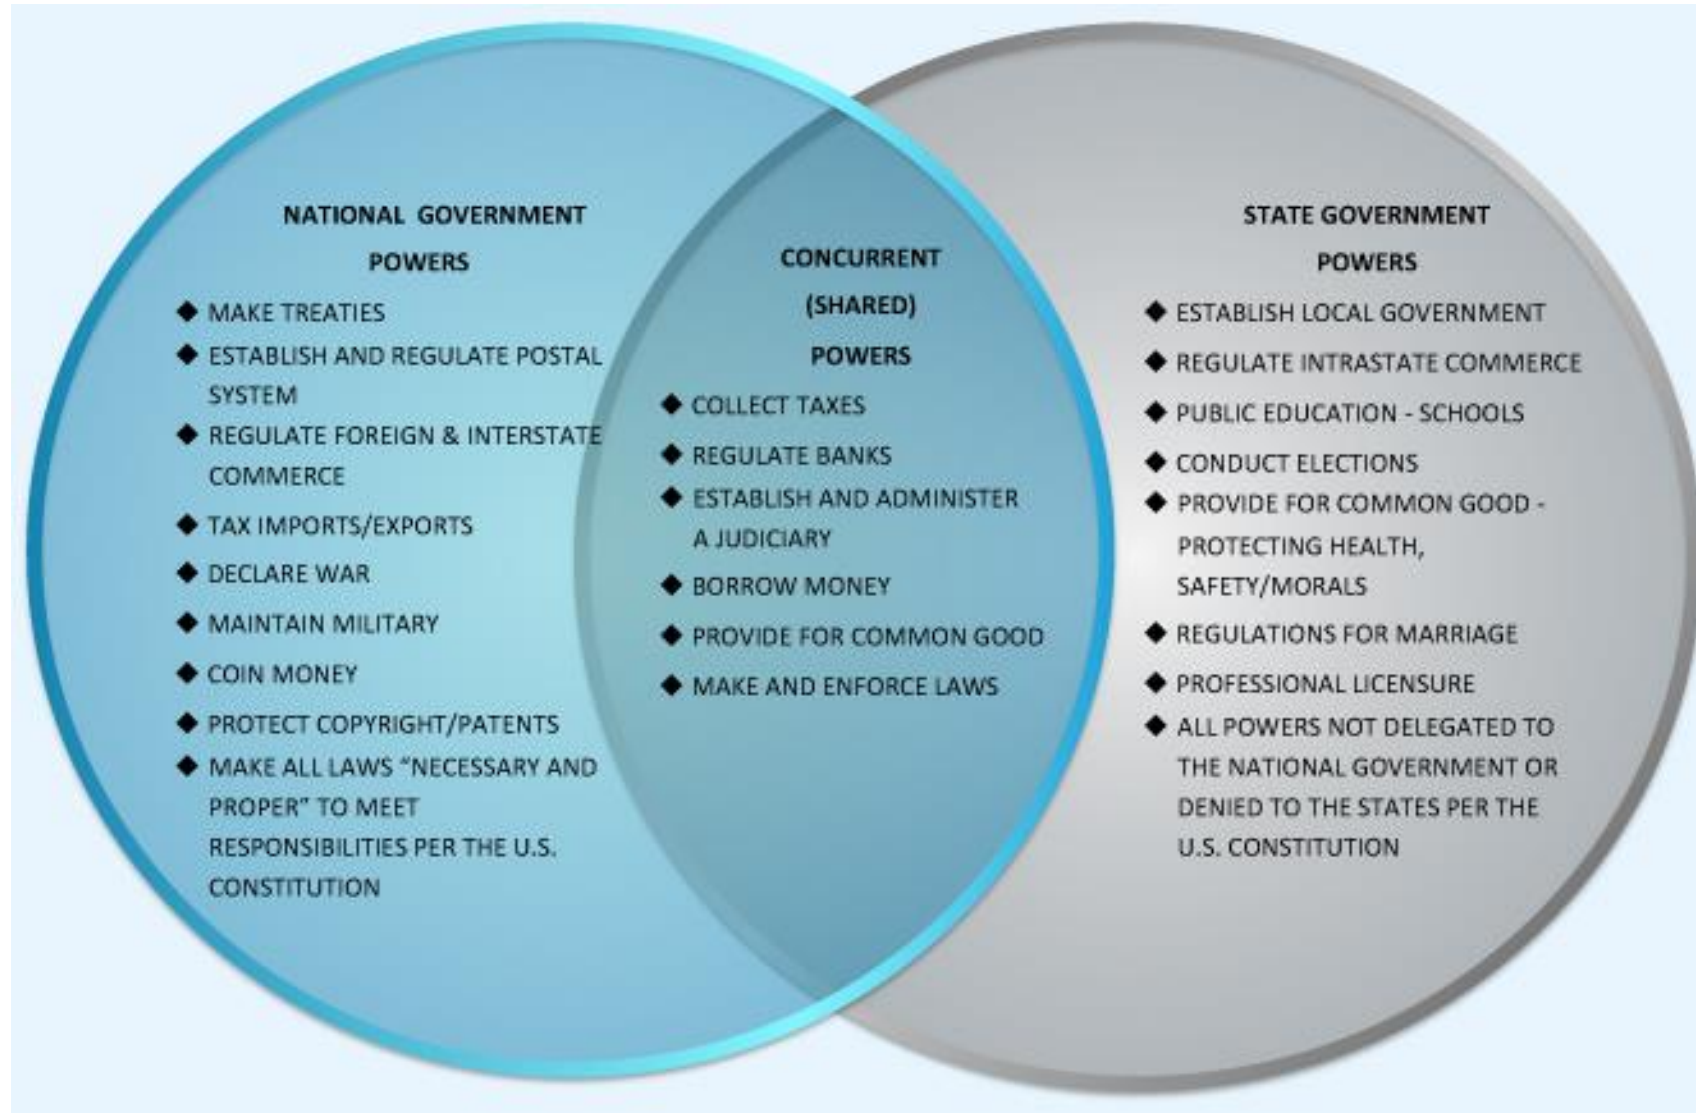 NATIONAL GOVERNMENT
POWERS
◆ MAKE TREATIES
◆ ESTABLISH AND REGULATE POSTAL
SYSTEM
◆ REGULATE FOREIGN & INTERSTATE
COMMERCE
◆ TAX IMPORTS/EXPORTS
◆ DECLARE WAR
◆ MAINTAIN MILITARY
◆ COIN MONEY
◆ PROTECT COPYRIGHT/PATENTS
◆ MAKE ALL LAWS “NECESSARY AND
PROPER” TO MEET
RESPONSIBILITIES PER THE U.S.
CONSTITUTION
CONCURRENT
(SHARED)
POWERS
◆ COLLECT TAXES
◆ REGULATE BANKS
◆ ESTABLISH AND ADMINISTER
A JUDICIARY
◆ BORROW MONEY
◆ PROVIDE FOR COMMON GOOD
◆ MAKE AND ENFORCE LAWS
STATE GOVERNMENT
POWERS
◆ ESTABLISH LOCAL GOVERNMENT
◆ REGULATE INTRASTATE COMMERCE
◆ PUBLIC EDUCATION - SCHOOLS
◆ CONDUCT ELECTIONS
◆ PROVIDE FOR COMMON GOOD -
PROTECTING HEALTH,
SAFETY/MORALS
◆ REGULATIONS FOR MARRIAGE
◆ PROFESSIONAL LICENSURE
◆ ALL POWERS NOT DELEGATED TO
THE NATIONAL GOVERNMENT OR
DENIED TO THE STATES PER THE
U.S. CONSTITUTION